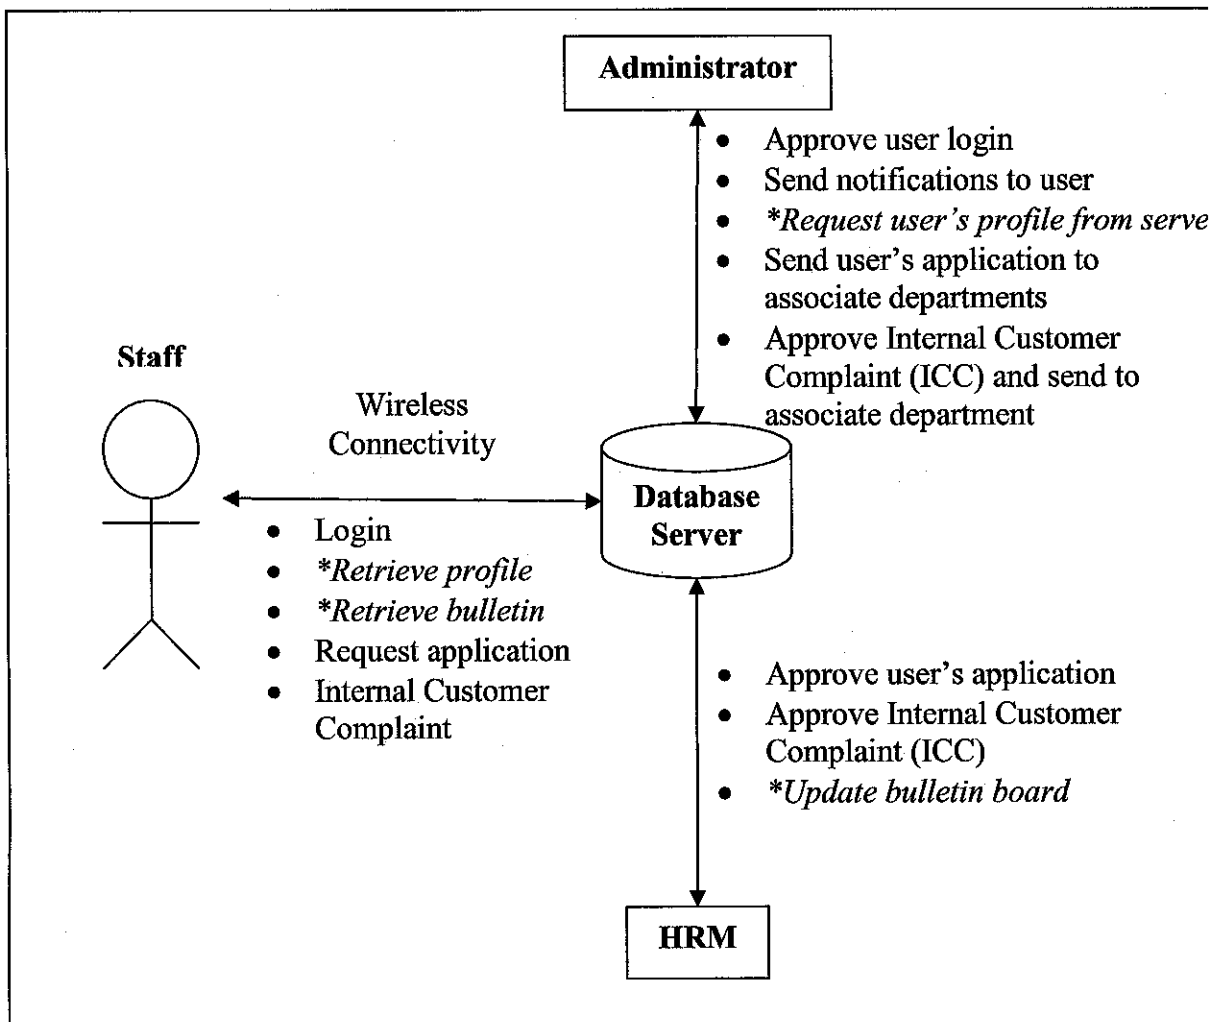 Administrator
• Approve user login
• Send notifications to user
• *Request user's profile from serve
• Send user's application to
associate departments
• Approve Internal Customer
Complaint (ICC) and send to
associate department
Staff
Wireless
Connectivity
Database
Server
• Login
• *Retrieve profile
• *Retrieve bulletin
• Request application
• Internal Customer
Complaint
• Approve user's application
• Approve Internal Customer
Complaint (ICC)
• *Update bulletin board
HRM